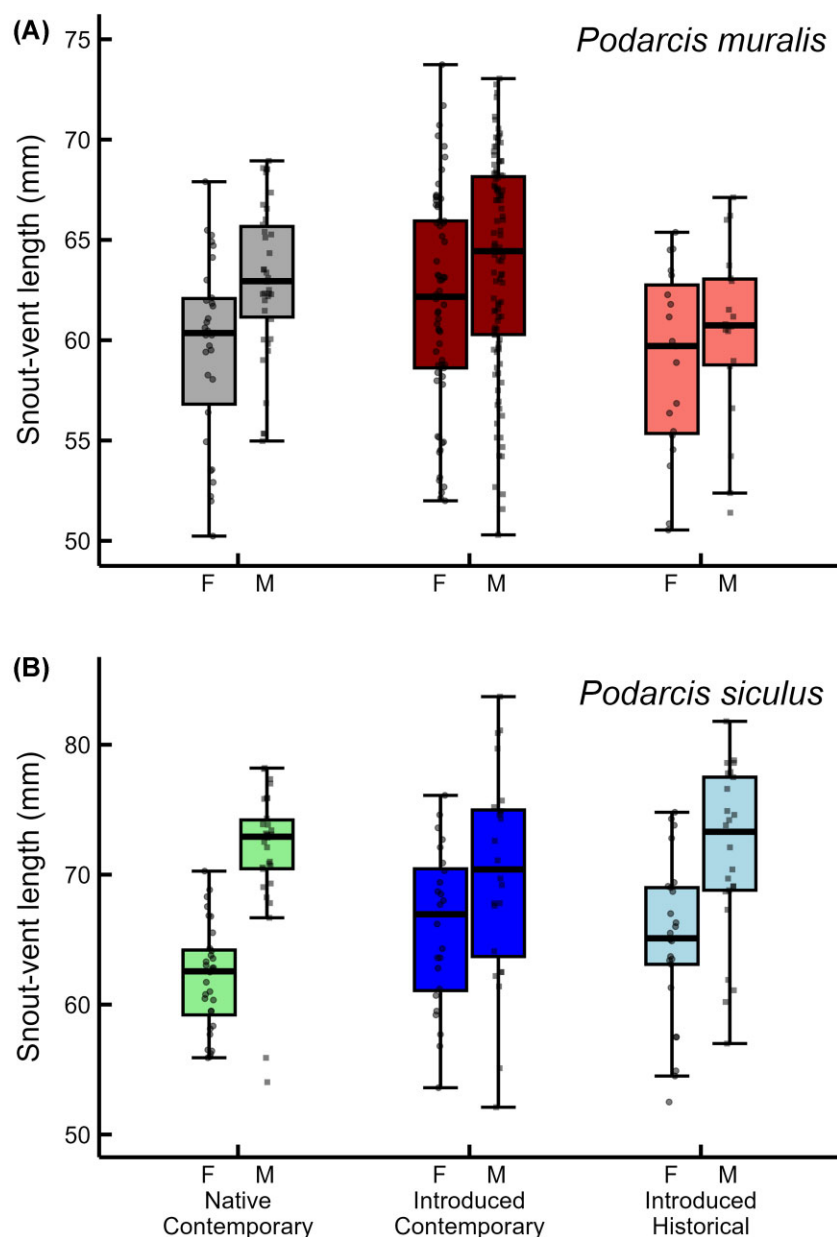 (A)
Podarcis muralis
Snout-vent length (mm)
75
70
65
60
55
50
F M F M F M
(B)
Podarcis siculus
Snout-vent length (mm)
80
70
60
50
F M F M F M
Native Introduced Introduced
Contemporary Contemporary Historical